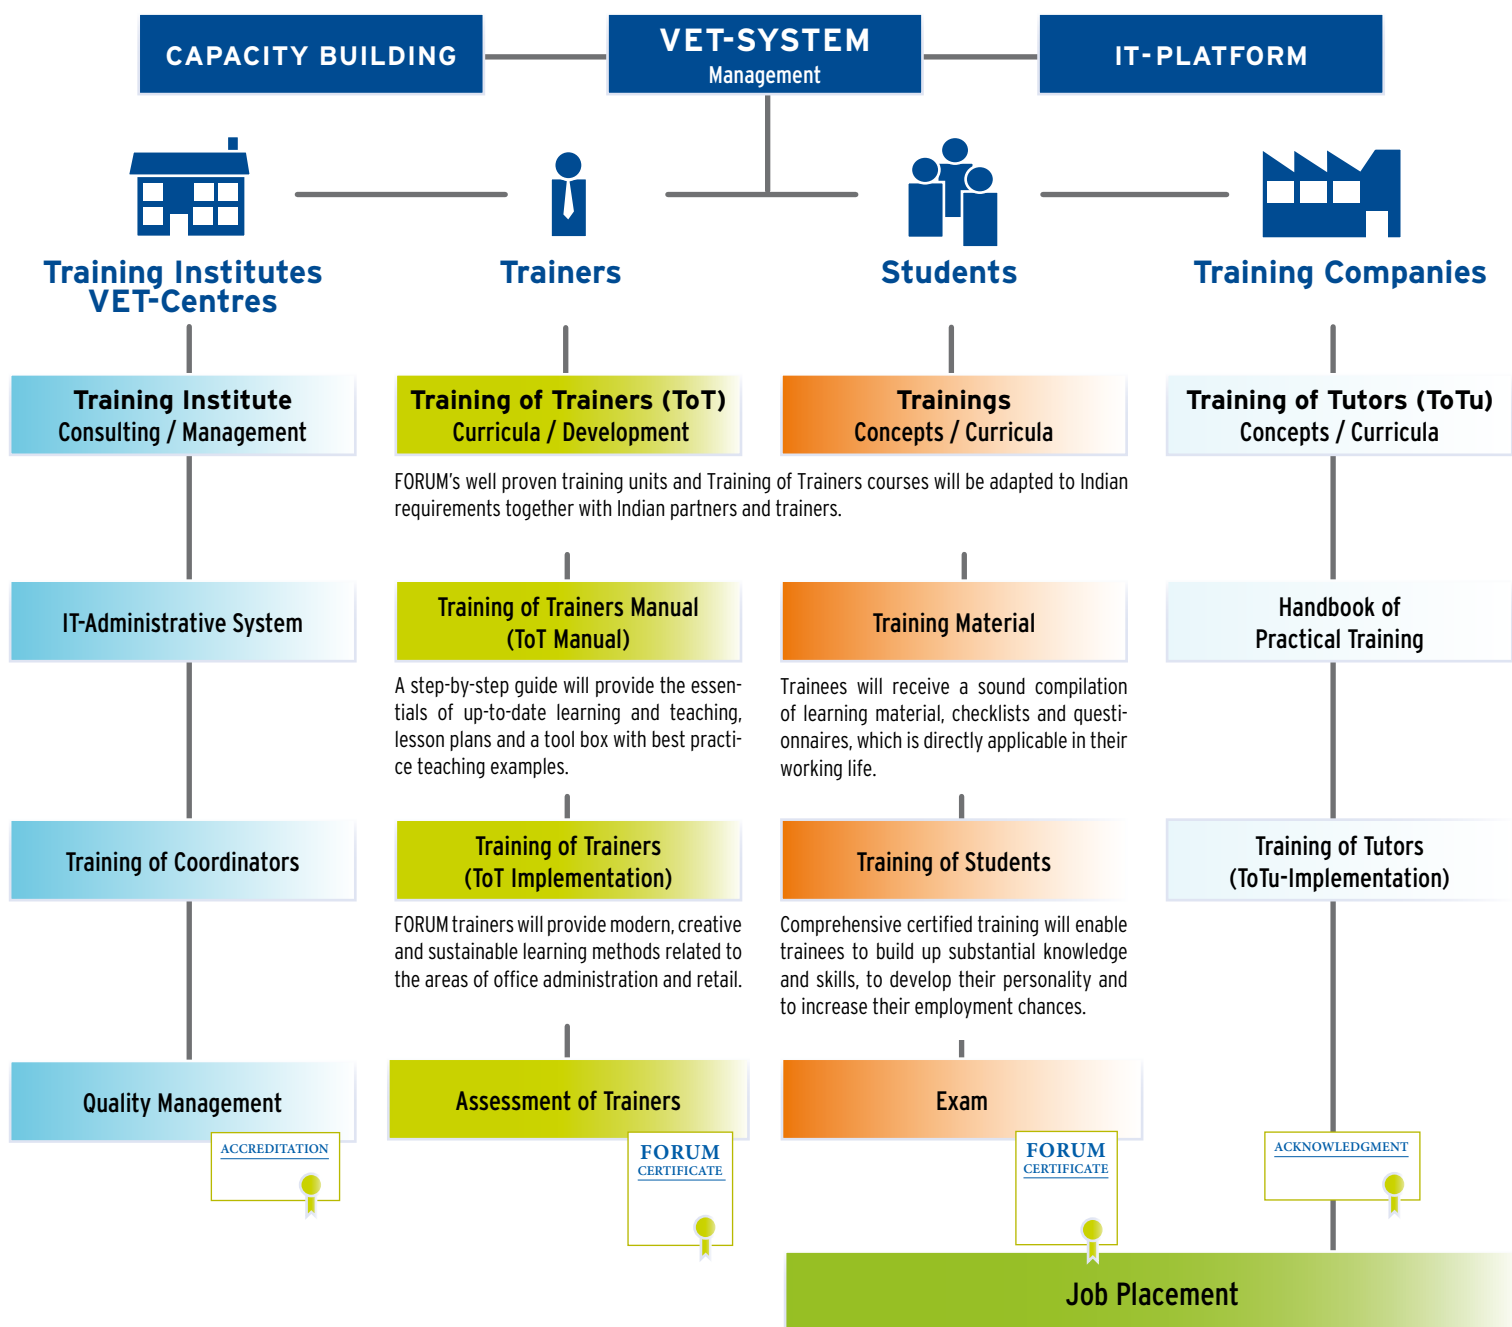 CAPACITY BUILDING
VET-SYSTEM
Management
IT-PLATFORM
Training Institutes
VET-Centres
Trainers
Students
Training Companies
Training Institute
Consulting / Management
Training of Trainers (ToT)
Curricula / Development
Trainings
Concepts / Curricula
Training of Tutors (ToTu)
Concepts / Curricula
FORUM's well proven training units and Training of Trainers courses will be adapted to Indian
requirements together with Indian partners and trainers.
IT-Administrative System
Training of Trainers Manual
(ToT Manual)
Training Material
Handbook of
Practical Training
A step-by-step guide will provide the essen-
tials of up-to-date learning and teaching,
lesson plans and a tool box with best practi-
ce teaching examples.
Trainees will receive a sound compilation
of learning material, checklists and questi-
onnaires, which is directly applicable in their
working life.
Training of Coordinators
Training of Trainers
(ToT Implementation)
Training of Students
Training of Tutors
(ToTu-Implementation)
FORUM trainers will provide modern, creative
and sustainable learning methods related to
the areas of office administration and retail.
Comprehensive certified training will enable
trainees to build up substantial knowledge
and skills, to develop their personality and
to increase their employment chances.
Quality Management
Assessment of Trainers
Exam
ACCREDITATION
FORUM
CERTIFICATE
FORUM
CERTIFICATE
ACKNOWLEDGMENT
Job Placement